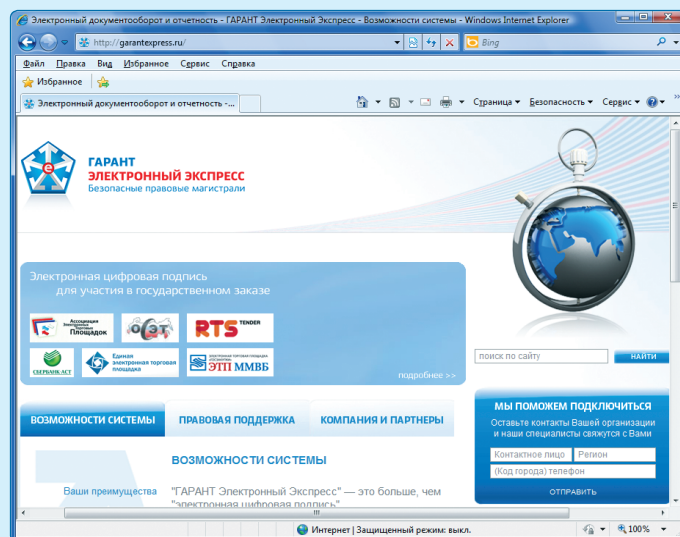 Электронный документооборот и отчетность - ГАРАНТ Электронный Экспресс - Возможности системы - Windows Internet Explorer
http://garantexpress.ru/
Bing
Файл Правка Вид Избранное Сервис Справка
Избранное
Электронный документооборот и отчетность -...
Страница Безопасность Сервис
ГАРАНТ
ЭЛЕКТРОННЫЙ ЭКСПРЕСС
Безопасные правовые магистрали
Электронная цифровая подпись
для участия в государственном заказе
Ассоциация
Электронных
Торговых
Площадок
ОСЭТ
RTS TENDER
СБЕРБАНК-АСТ
Единая
электронная торговая
площадка
ЭТП ММВБ
подробнее >>
поиск по сайту
НАЙТИ
ВОЗМОЖНОСТИ СИСТЕМЫ
ПРАВОВАЯ ПОДДЕРЖКА
КОМПАНИЯ И ПАРТНЕРЫ
МЫ ПОМОЖЕМ ПОДКЛЮЧИТЬСЯ
Оставьте контакты Вашей организации
и наши специалисты свяжутся с Вами
Контактное лицо
Регион
(Код города) телефон
ОТПРАВИТЬ
ВОЗМОЖНОСТИ СИСТЕМЫ
Ваши преимущества
"ГАРАНТ Электронный Экспресс" — это больше, чем
"электронная цифровая подпись"
Интернет | Защищенный режим: выкл.
100%